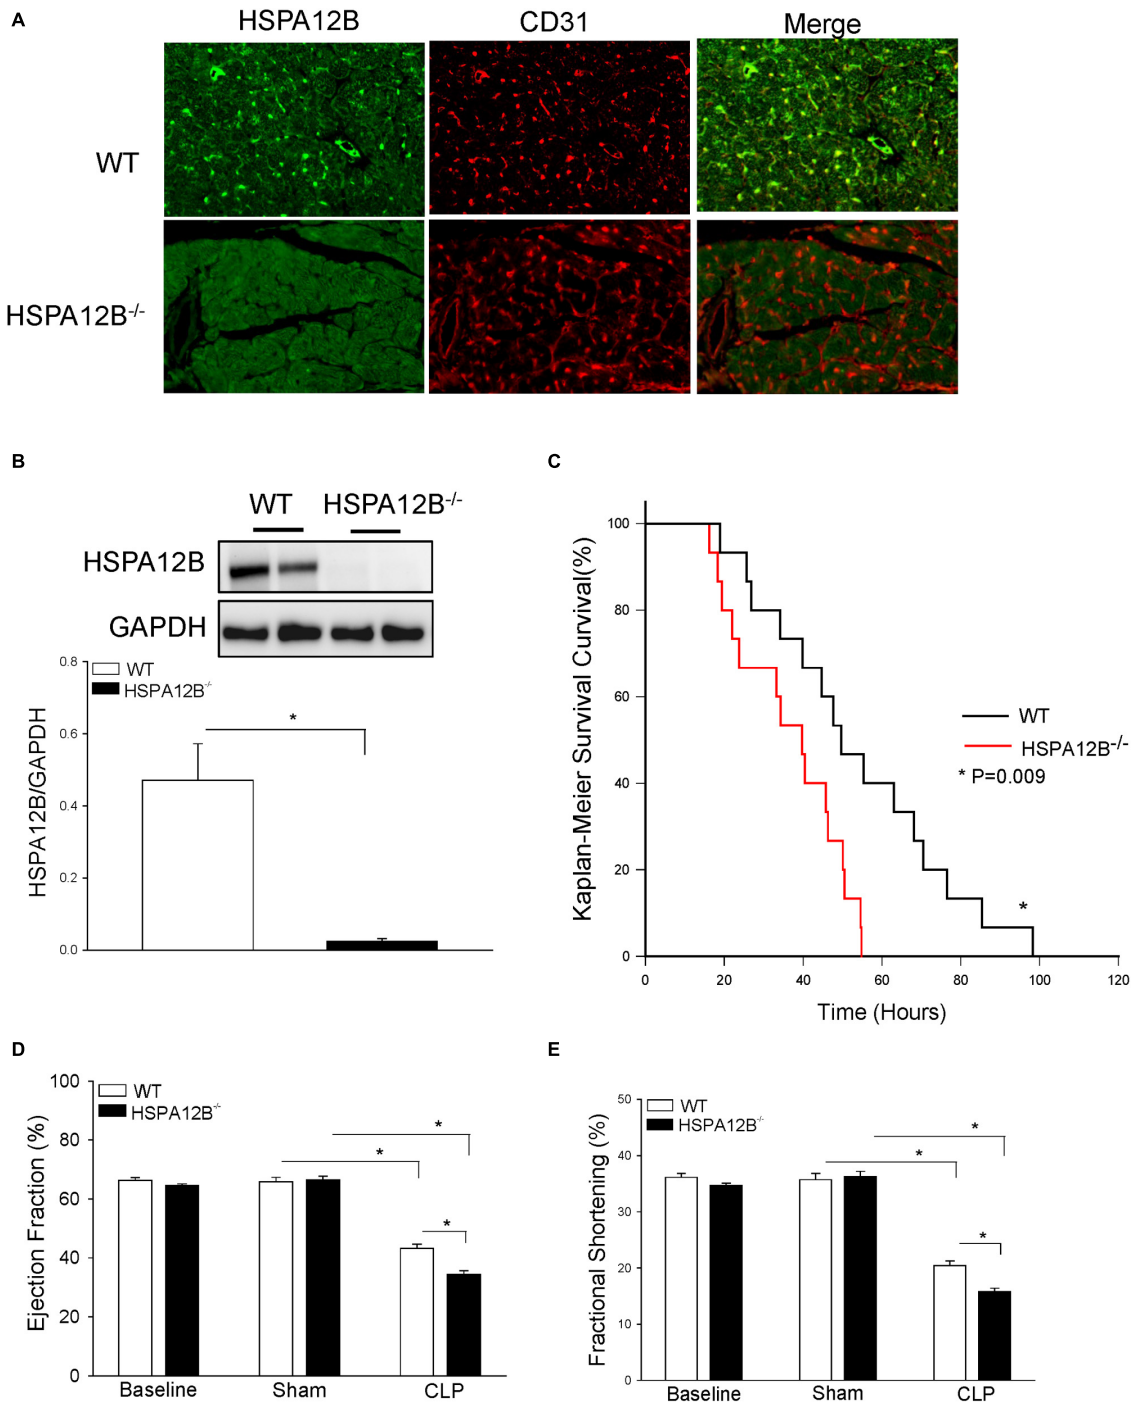 A
HSPA12B CD31 Merge
WT
HSPA12B-/-
B
WT HSPA12B-/-
HSPA12B
GAPDH
0.8
0.6
0.4
0.2
0.0
HSPA12B/GAPDH
WT
HSPA12B-/-
*
C
100
80
60
40
20
0
Kaplan-Meier Survival Curvival(%)
WT
HSPA12B-/-
* P=0.009
*
0 20 40 60 80 100 120
Time (Hours)
D
100
80
60
40
20
0
Ejection Fraction (%)
WT
HSPA12B-/-
*
*
*
Baseline Sham CLP
E
50
40
30
20
10
0
Fractional Shortening (%)
WT
HSPA12B-/-
*
*
*
Baseline Sham CLP